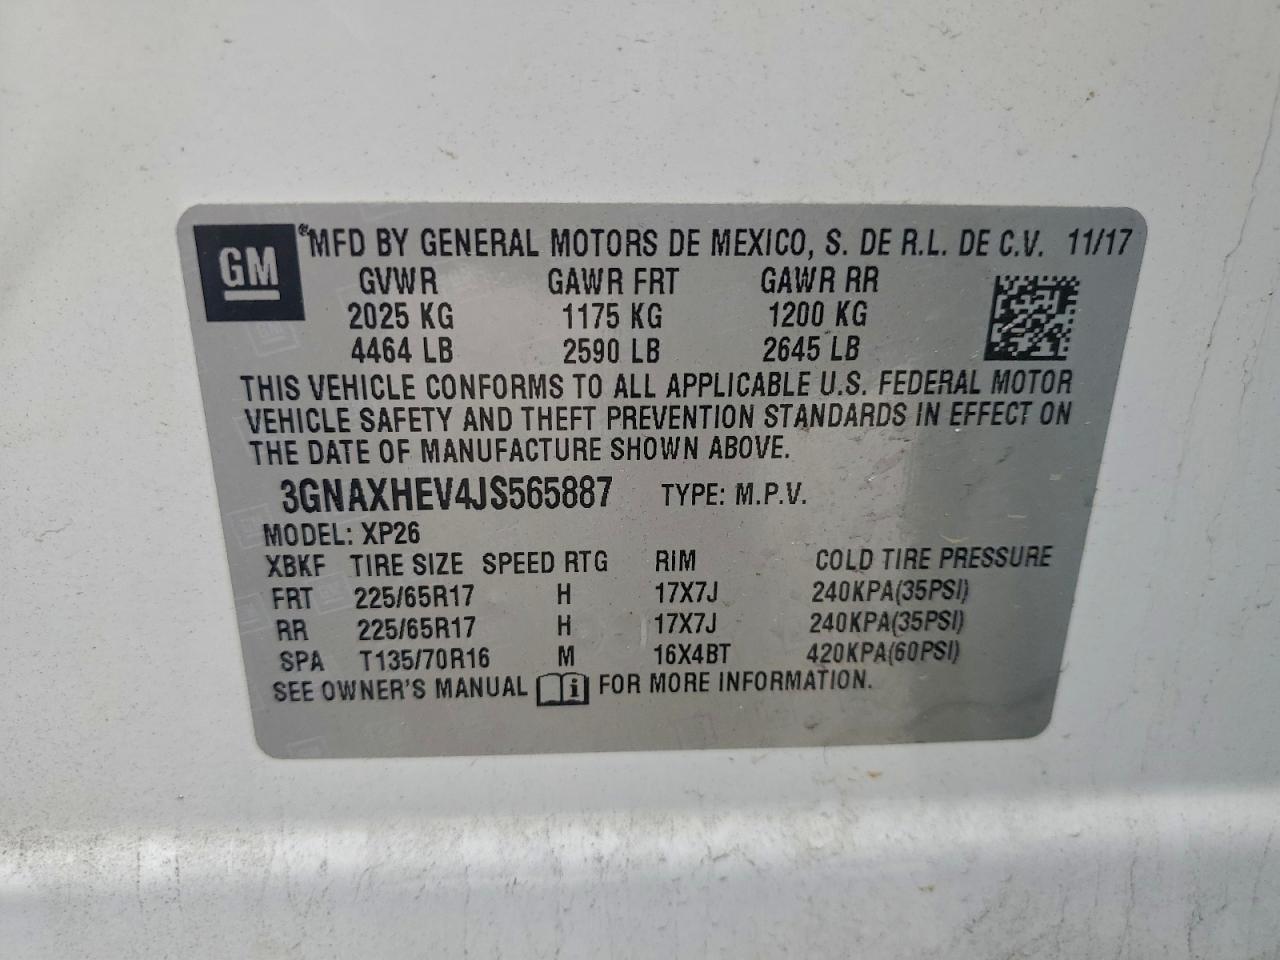 GM ® MFD BY GENERAL MOTORS DE MEXICO, S. DE R.L. DE C.V. 11/17
GVWR GAWR FRT GAWR RR
2025 KG 1175 KG 1200 KG
4464 LB 2590 LB 2645 LB
THIS VEHICLE CONFORMS TO ALL APPLICABLE U.S. FEDERAL MOTOR
VEHICLE SAFETY AND THEFT PREVENTION STANDARDS IN EFFECT ON
THE DATE OF MANUFACTURE SHOWN ABOVE.
3GNAXHEV4JS565887 TYPE: M.P.V.
MODEL: XP26
XBKF TIRE SIZE SPEED RTG RIM COLD TIRE PRESSURE
FRT 225/65R17 H 17X7J 240KPA(35PSI)
RR 225/65R17 H 17X7J 240KPA(35PSI)
SPA T135/70R16 M 16X4BT 420KPA(60PSI)
SEE OWNER'S MANUAL i FOR MORE INFORMATION.